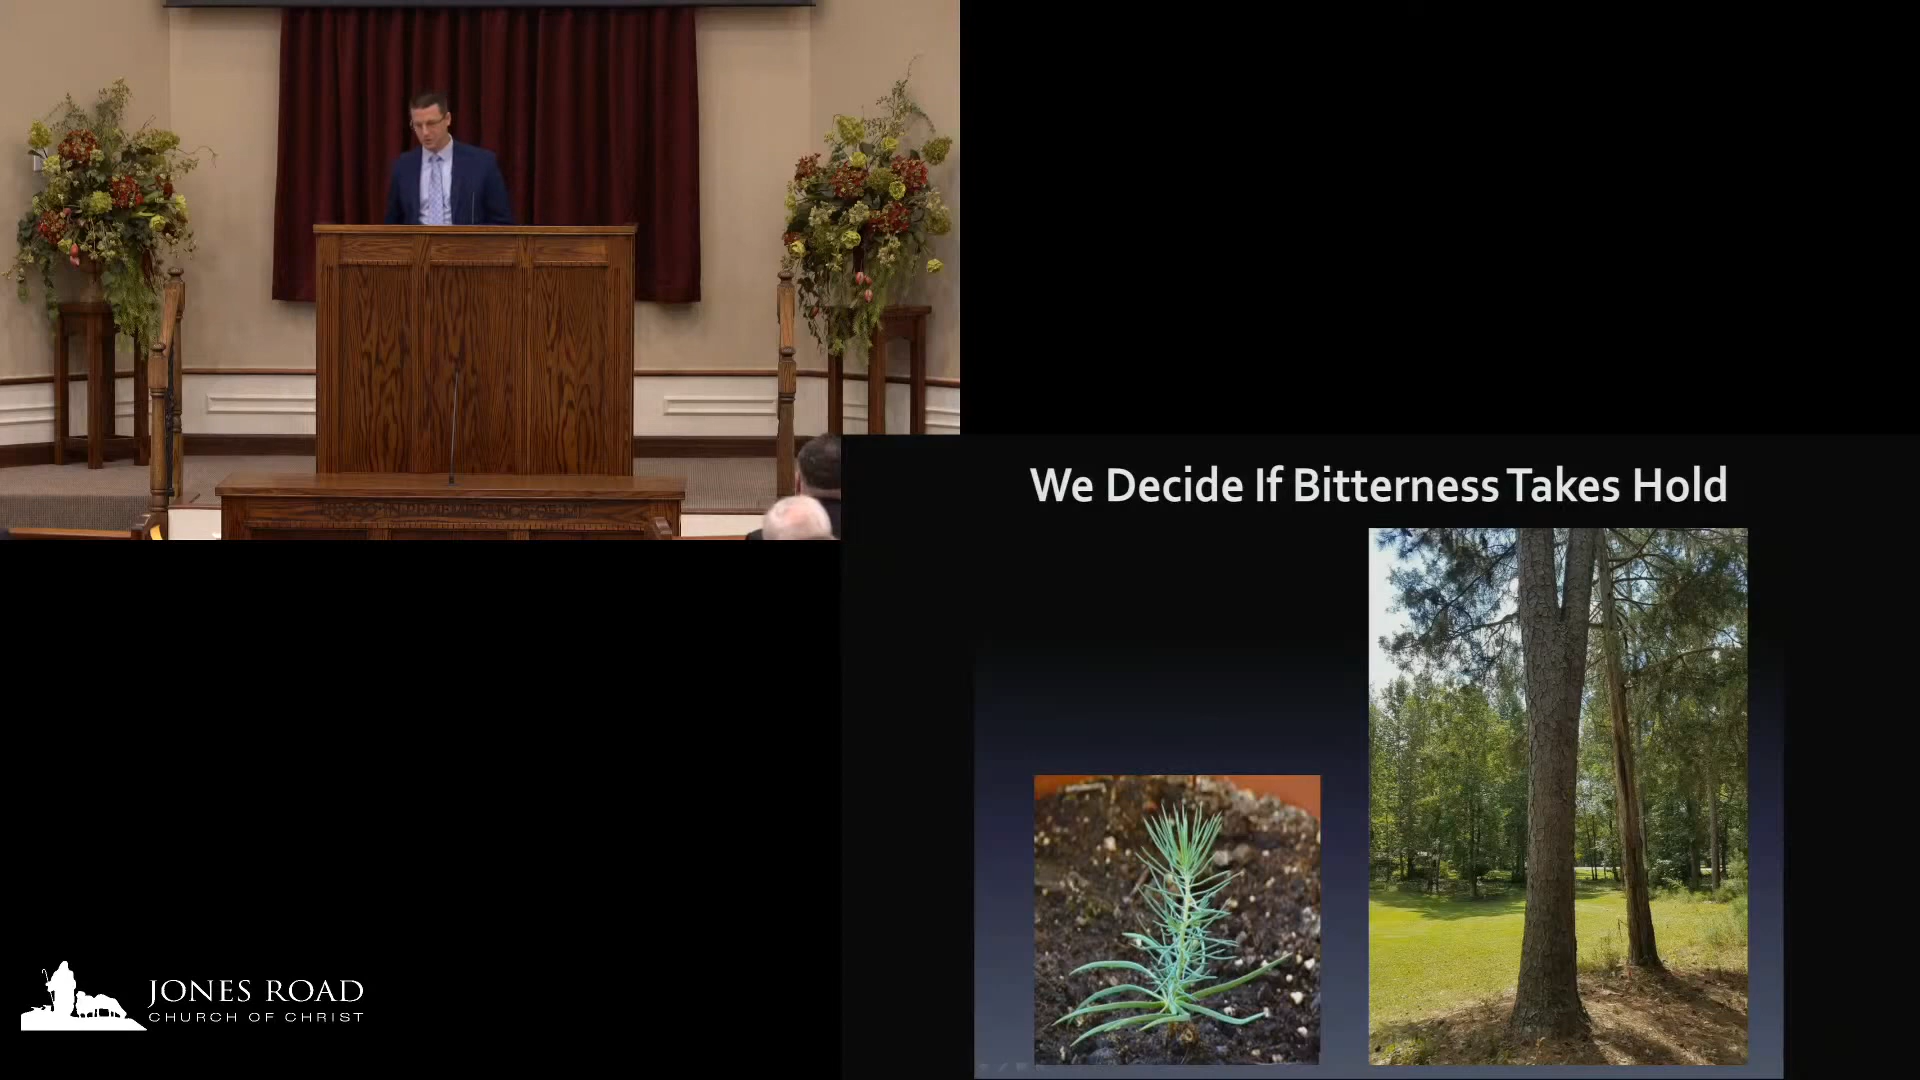 We Decide If Bitterness Takes Hold
JONES ROAD
CHURCH OF CHRIST